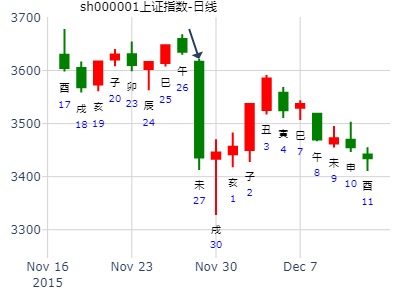 sh000001上证指数-日线
3700
3600
3500
3400
3300
酉
17
戌
18
亥
19
子
20
卯
23
辰
24
巳
25
午
26
未
27
戌
30
亥
1
子
2
丑
3
寅
4
巳
7
午
8
未
9
申
10
酉
11
Nov 16
2015
Nov 23
Nov 30
Dec 7